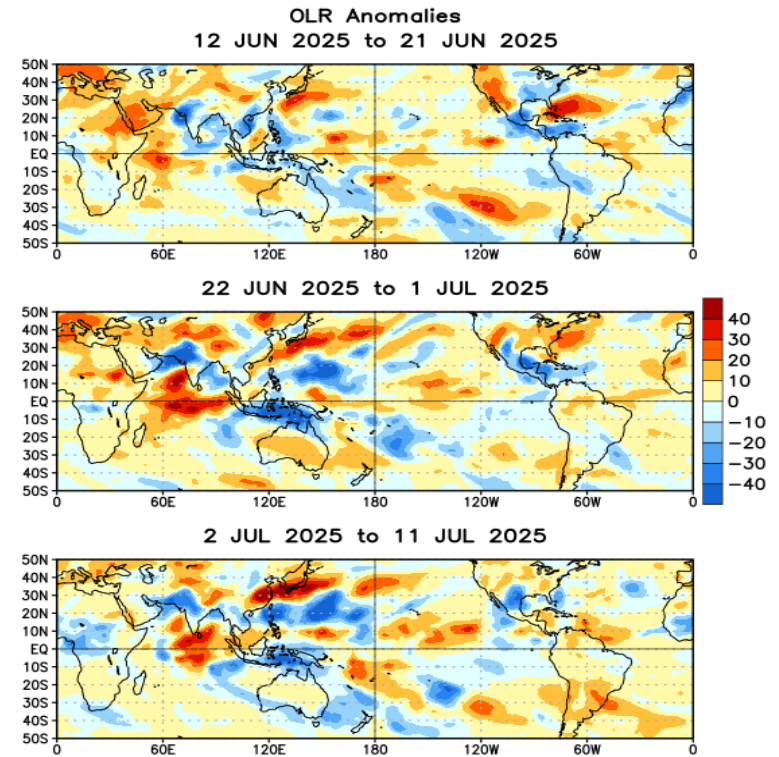 OLR Anomalies
12 JUN 2025 to 21 JUN 2025
50N
40N
30N
20N
10N
EQ
10S
20S
30S
40S
50S
0 60E 120E 180 120W 60W 0
22 JUN 2025 to 1 JUL 2025
50N
40N
30N
20N
10N
EQ
10S
20S
30S
40S
50S
0 60E 120E 180 120W 60W 0
40
30
20
10
0
−10
−20
−30
−40
2 JUL 2025 to 11 JUL 2025
50N
40N
30N
20N
10N
EQ
10S
20S
30S
40S
50S
0 60E 120E 180 120W 60W 0